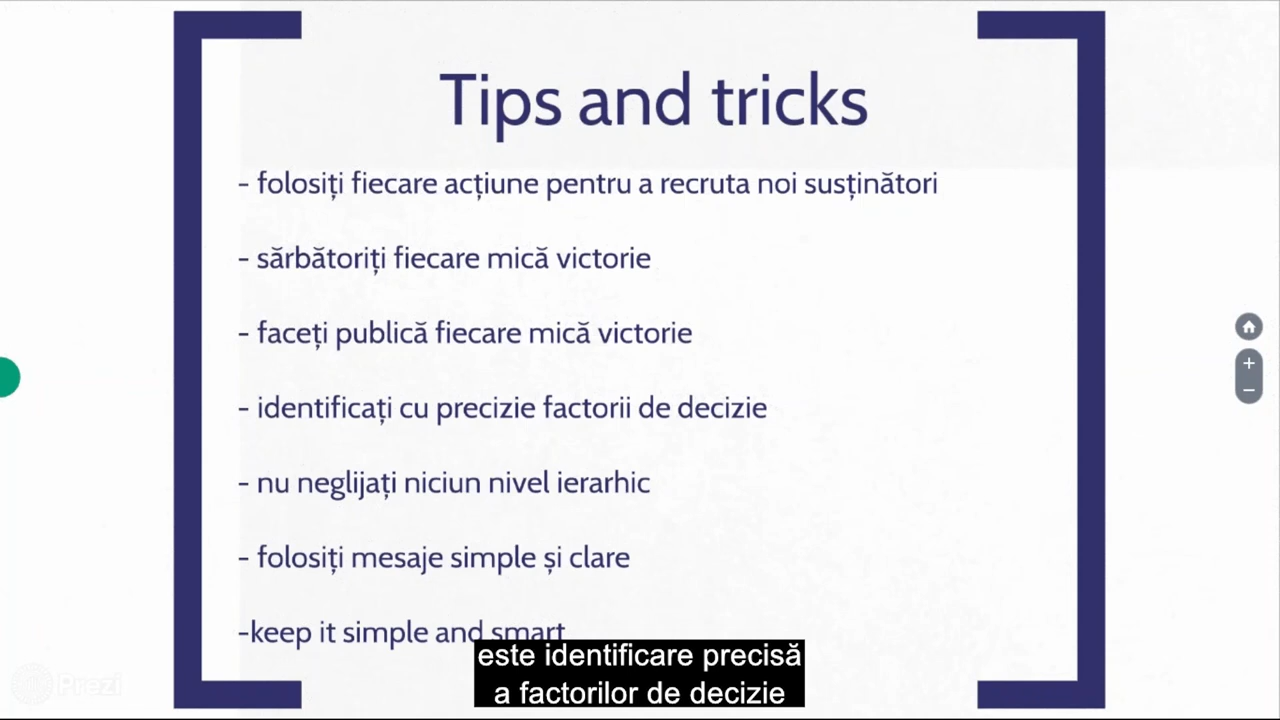 Tips and tricks
- folosiți fiecare acțiune pentru a recruta noi susținători
- sărbătoriți fiecare mică victorie
- faceți publică fiecare mică victorie
- identificați cu precizie factorii de decizie
- nu neglijați niciun nivel ierarhic
- folosiți mesaje simple și clare
-keep it simple and smart
este identificare precisă
a factorilor de decizie
Prezi